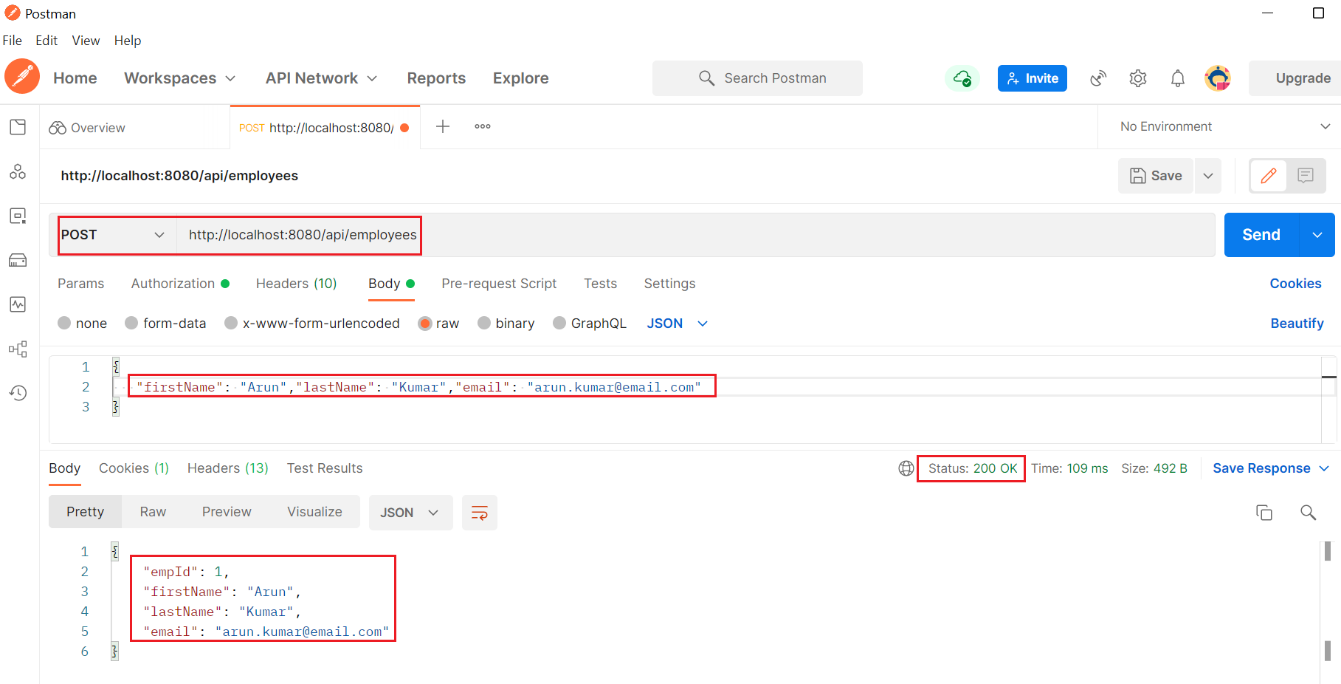 Postman
File Edit View Help
Home Workspaces API Network Reports Explore Search Postman Invite Upgrade
Overview POST http://localhost:8080/ No Environment
http://localhost:8080/api/employees Save
POST http://localhost:8080/api/employees Send
Params Authorization Headers (10) Body Pre-request Script Tests Settings Cookies
none form-data x-www-form-urlencoded raw binary GraphQL JSON Beautify
1 {
2 "firstName": "Arun","lastName": "Kumar","email": "arun.kumar@email.com"
3 }
Body Cookies (1) Headers (13) Test Results Status: 200 OK Time: 109 ms Size: 492 B Save Response
Pretty Raw Preview Visualize JSON
1 {
2 "empId": 1,
3 "firstName": "Arun",
4 "lastName": "Kumar",
5 "email": "arun.kumar@email.com"
6 }